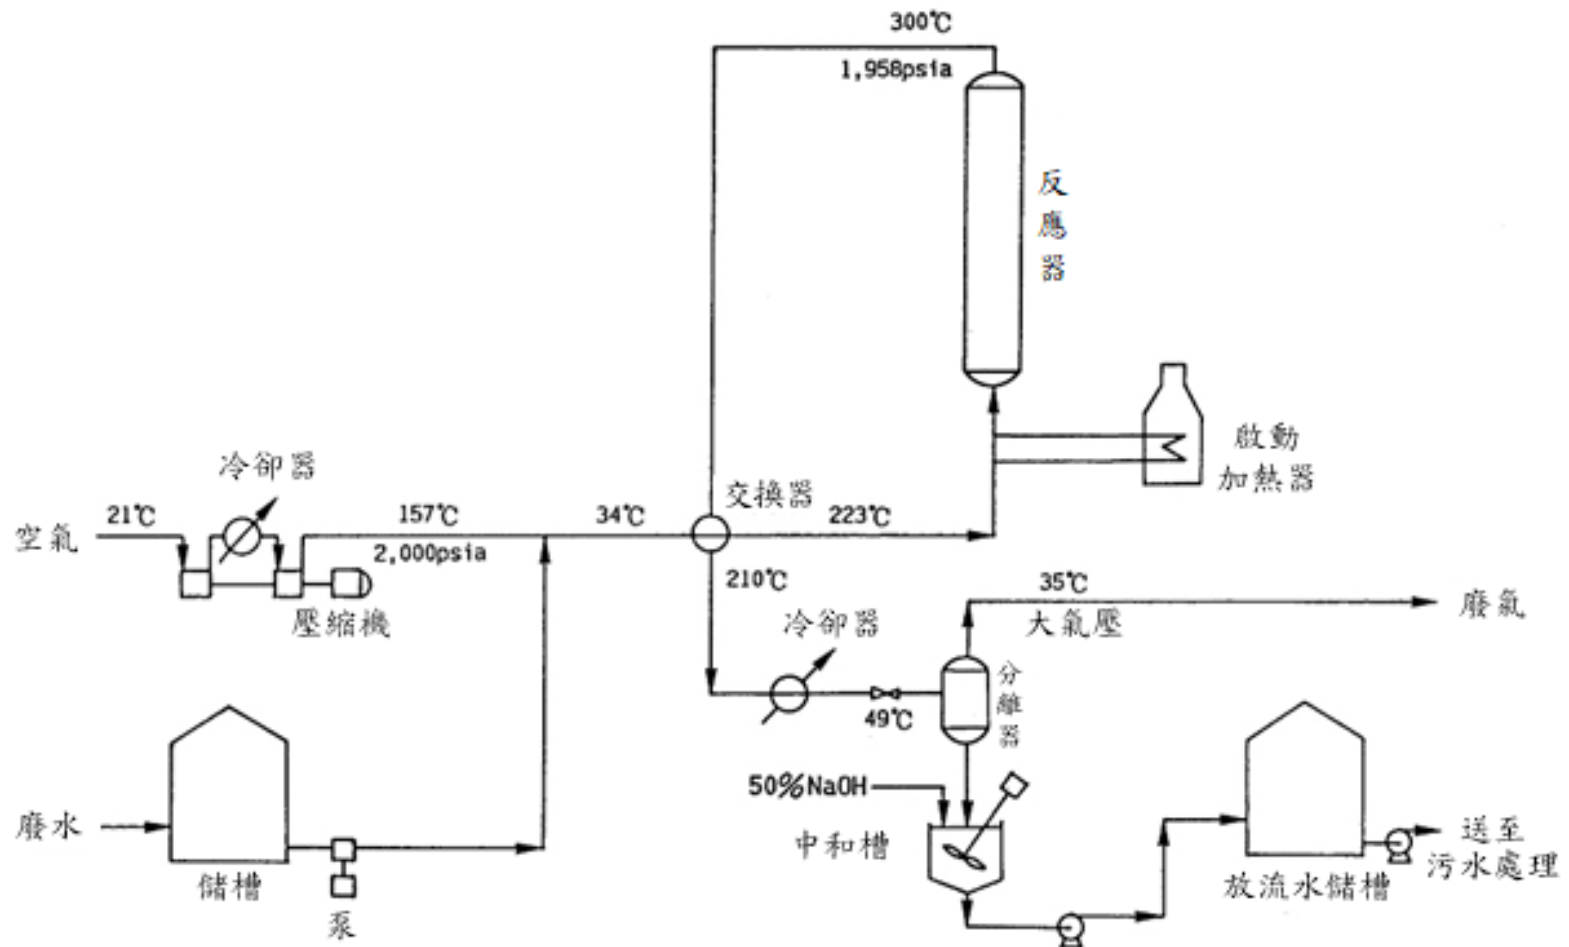 300℃
1,958psia
反
應
器
啟動
加熱器
冷卻器
交換器
21℃
157℃
34℃
223℃
空氣
2,000psia
壓縮機
210℃
35℃
大氣壓
廢氣
冷卻器
49℃
分
離
器
50%NaOH
中和槽
廢水
儲槽
泵
放流水儲槽
送至
污水處理